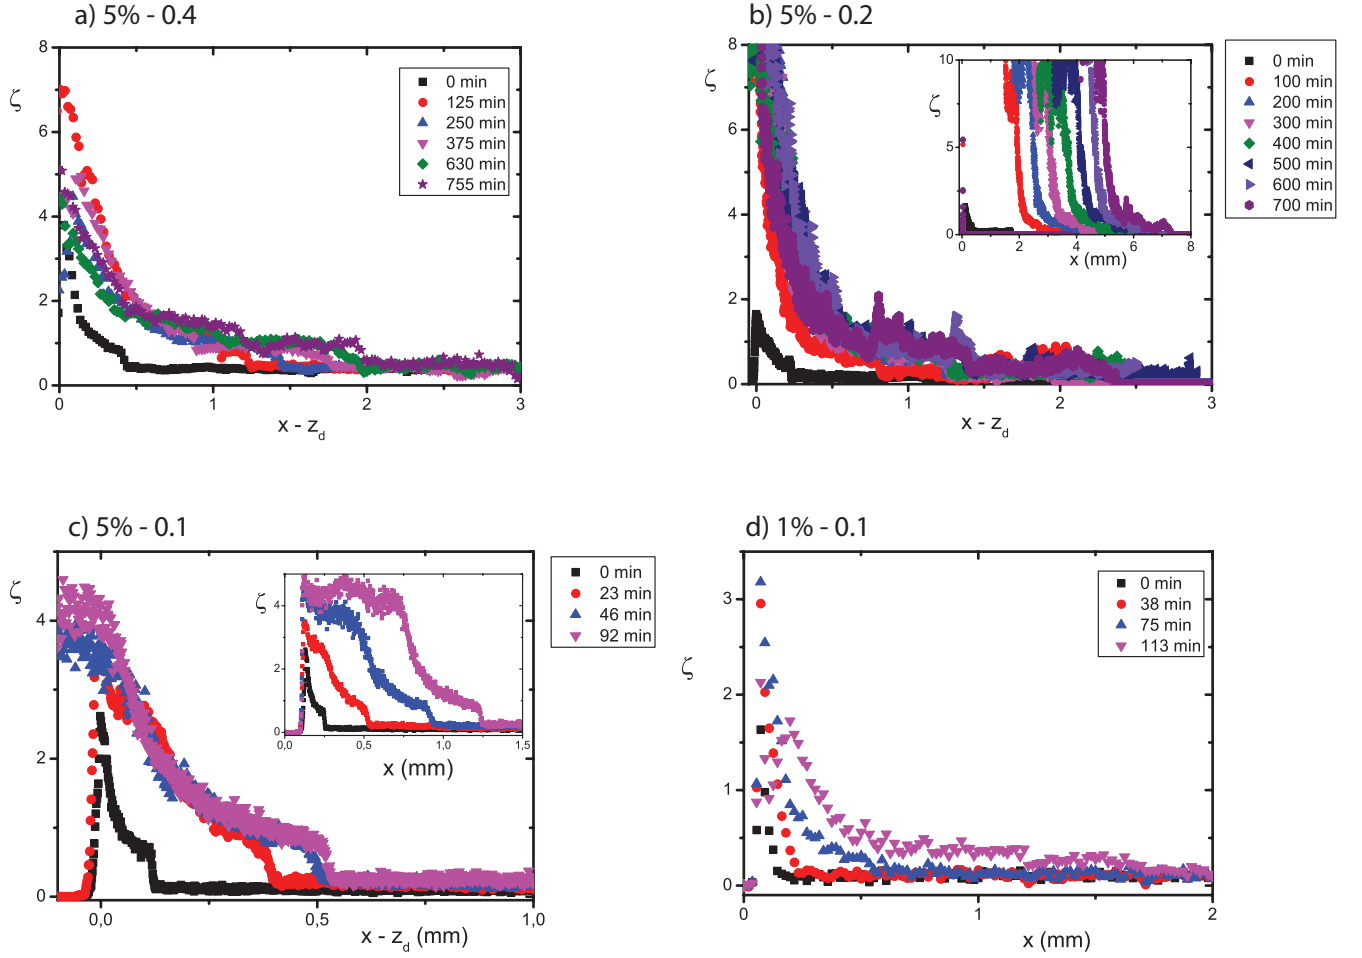 a) 5% - 0.4
8
6
4
2
0
ζ
0 min
125 min
250 min
375 min
630 min
755 min
0
1
2
3
x - z_d
b) 5% - 0.2
8
6
4
2
0
ζ
10
5
0
ζ
0
2
4
6
8
x (mm)
0 min
100 min
200 min
300 min
400 min
500 min
600 min
700 min
0
1
2
3
x - z_d
c) 5% - 0.1
4
2
0
ζ
4
2
0
ζ
0,0
0,5
1,0
1,5
x (mm)
0 min
23 min
46 min
92 min
0,0
0,5
1,0
x - z_d (mm)
d) 1% - 0.1
3
2
1
0
ζ
0 min
38 min
75 min
113 min
0
1
2
x (mm)